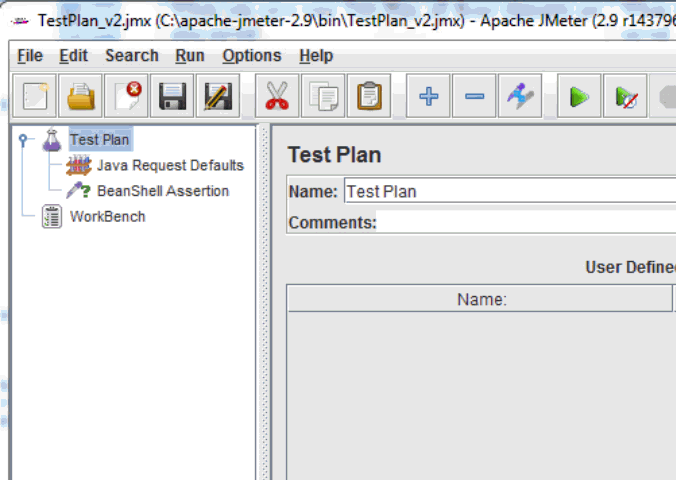 TestPlan_v2.jmx (C:\apache-jmeter-2.9\bin\TestPlan_v2.jmx) - Apache JMeter (2.9 r143796
File Edit Search Run Options Help
Test Plan
Java Request Defaults
BeanShell Assertion
WorkBench
Test Plan
Name: Test Plan
Comments:
User Define
Name: